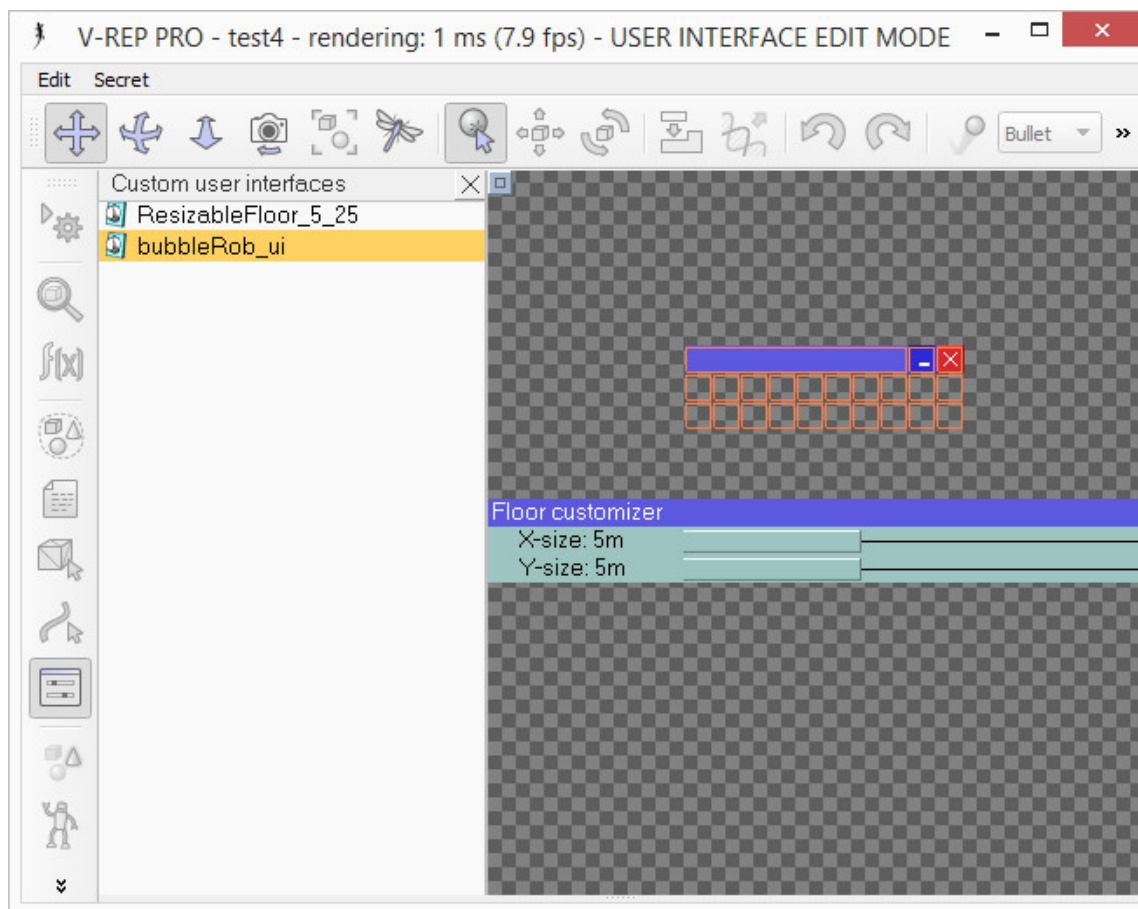 V-REP PRO - test4 - rendering: 1 ms (7.9 fps) - USER INTERFACE EDIT MODE
Edit Secret
Bullet
Custom user interfaces
ResizableFloor_5_25
bubbleRob_ui
f(x)
Floor customizer
X-size: 5m
Y-size: 5m